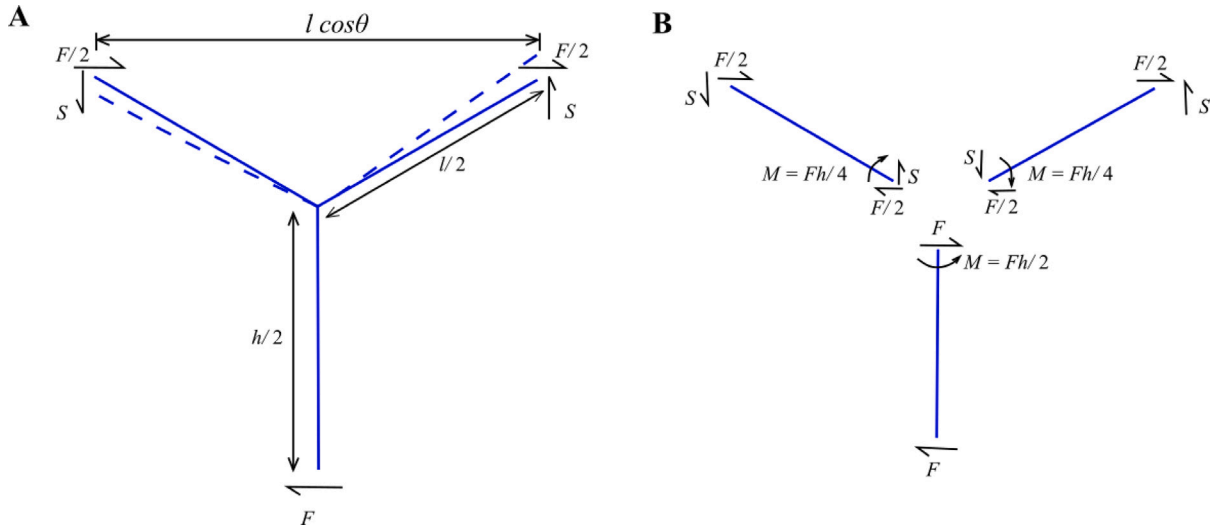 A
l cosθ
F/2
F/2
S
S
l/2
h/2
F
B
F/2
F/2
S
S
M = Fh/4
S
S
M = Fh/4
F/2
F/2
F
M = Fh/2
F